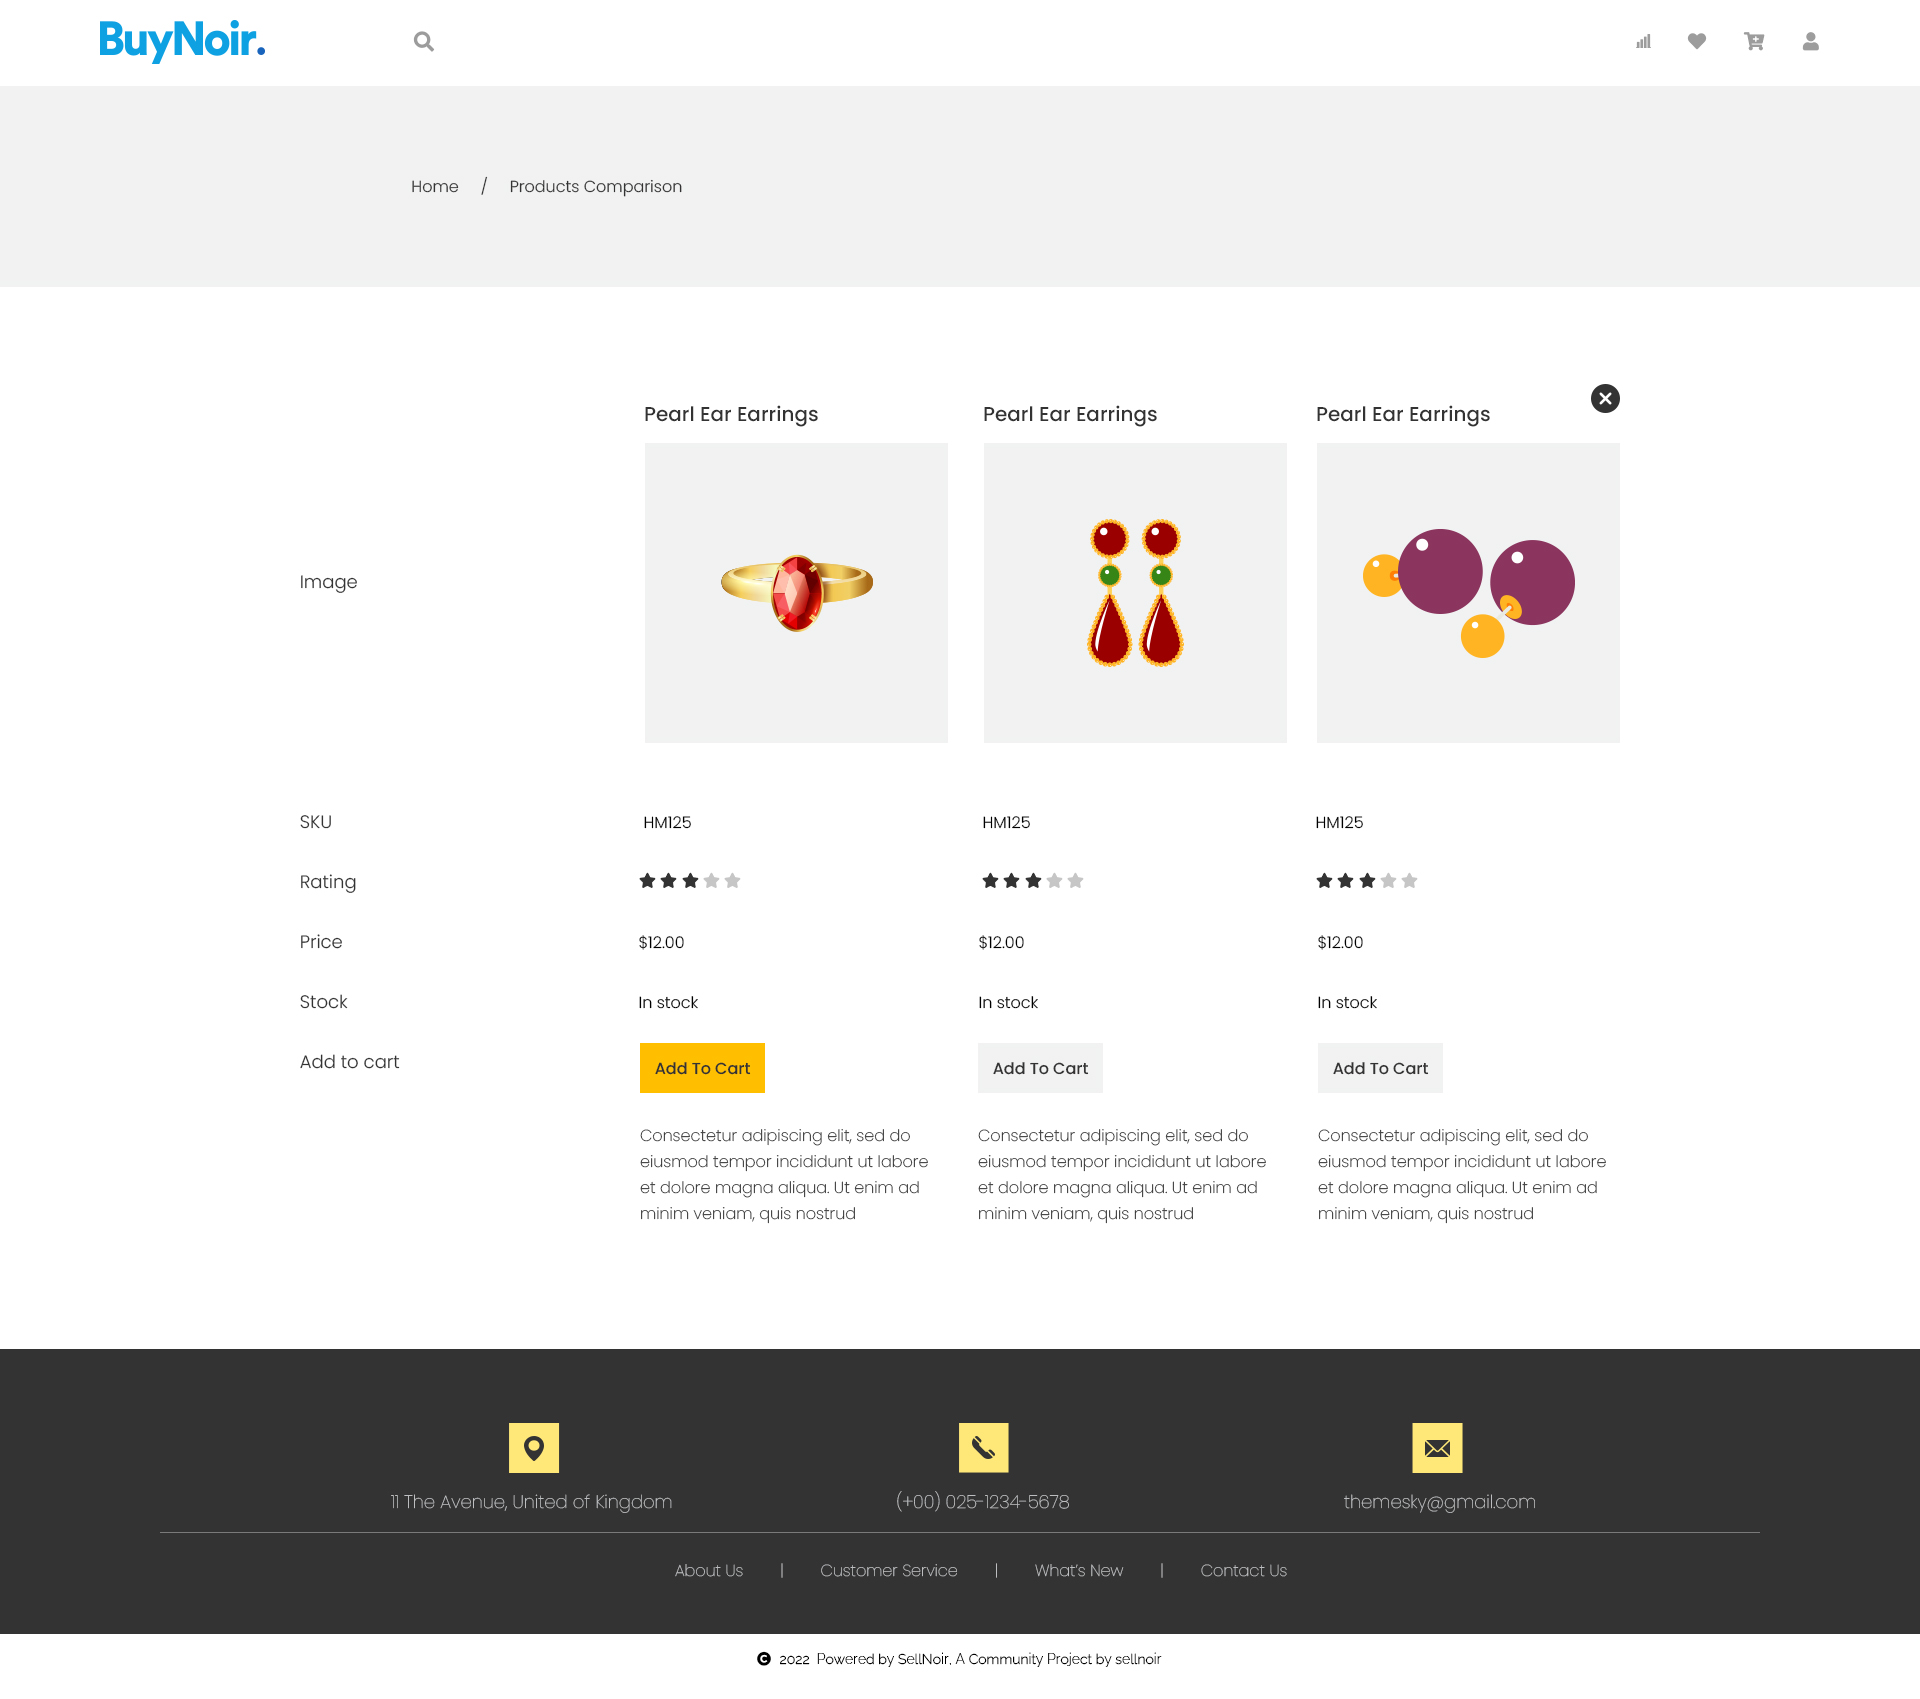 BuyNoir.
Home / Products Comparison
Pearl Ear Earrings Pearl Ear Earrings Pearl Ear Earrings
Image
SKU HM125 HM125 HM125
Rating
Price $12.00 $12.00 $12.00
Stock In stock In stock In stock
Add to cart Add To Cart Add To Cart Add To Cart
Consectetur adipiscing elit, sed do
eiusmod tempor incididunt ut labore
et dolore magna aliqua. Ut enim ad
minim veniam, quis nostrud
Consectetur adipiscing elit, sed do
eiusmod tempor incididunt ut labore
et dolore magna aliqua. Ut enim ad
minim veniam, quis nostrud
Consectetur adipiscing elit, sed do
eiusmod tempor incididunt ut labore
et dolore magna aliqua. Ut enim ad
minim veniam, quis nostrud
11 The Avenue, United of Kingdom (+00) 025-1234-5678 themesky@gmail.com
About Us | Customer Service | What's New | Contact Us
© 2022 Powered by SellNoir, A Community Project by sellnoir